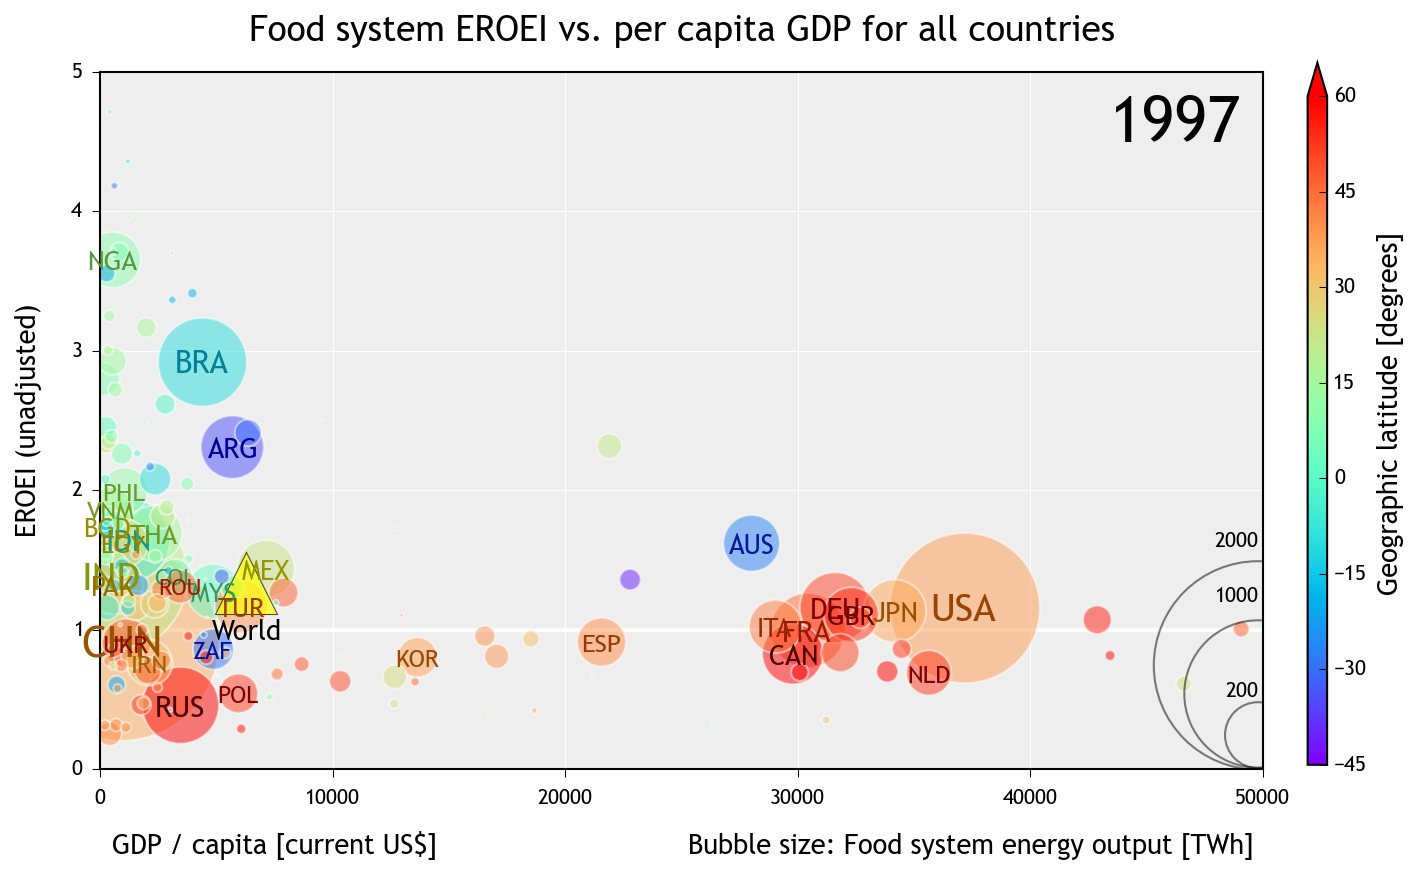 Food system EROEI vs. per capita GDP for all countries
1997
5
4
3
2
1
0
EROEI (unadjusted)
NGA
BRA
ARG
PHL
VNM
BGD
THA
EGY
IDN
AUS
MEX
IND
PAK
COL
ROU
MYS
TUR
World
CHN
UKR
ZAF
IRN
RUS
POL
KOR
ESP
ITA
FRA
DEU
GBR
CAN
JPN
NLD
USA
2000
1000
200
0
10000
20000
30000
40000
50000
GDP / capita [current US$]
Bubble size: Food system energy output [TWh]
60
45
30
15
0
−15
−30
−45
Geographic latitude [degrees]